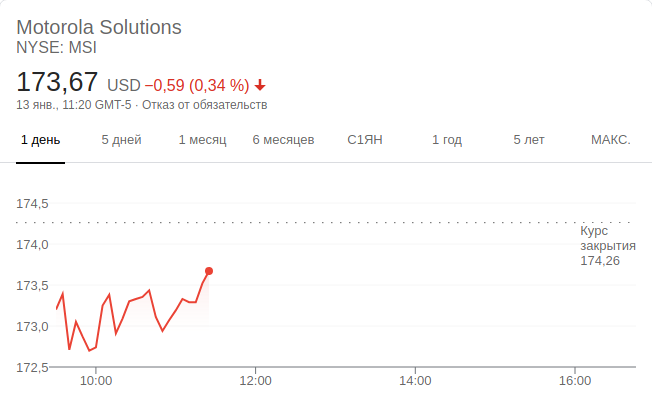 Motorola Solutions
NYSE: MSI
173,67 USD −0,59 (0,34 %)
13 янв., 11:20 GMT-5 · Отказ от обязательств
1 день 5 дней 1 месяц 6 месяцев С1ЯН 1 год 5 лет МАКС.
174,5
Курс
закрытия
174,26
174,0
173,5
173,0
172,5
10:00 12:00 14:00 16:00